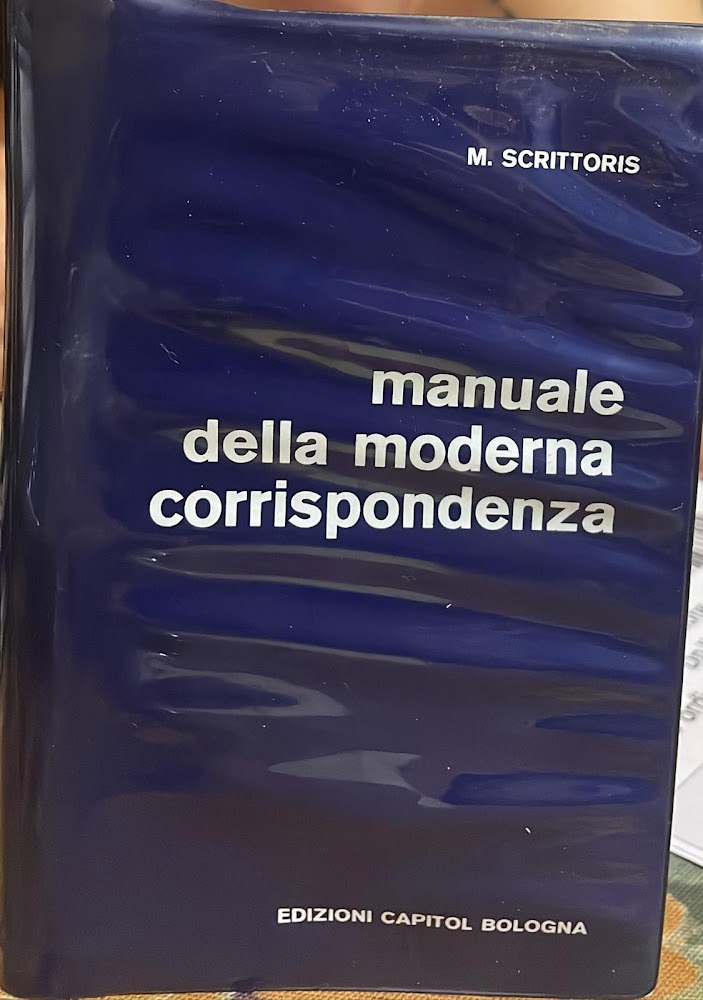 M. SCRITTORIS
manuale
della moderna
corrispondenza
EDIZIONI CAPITOL BOLOGNA